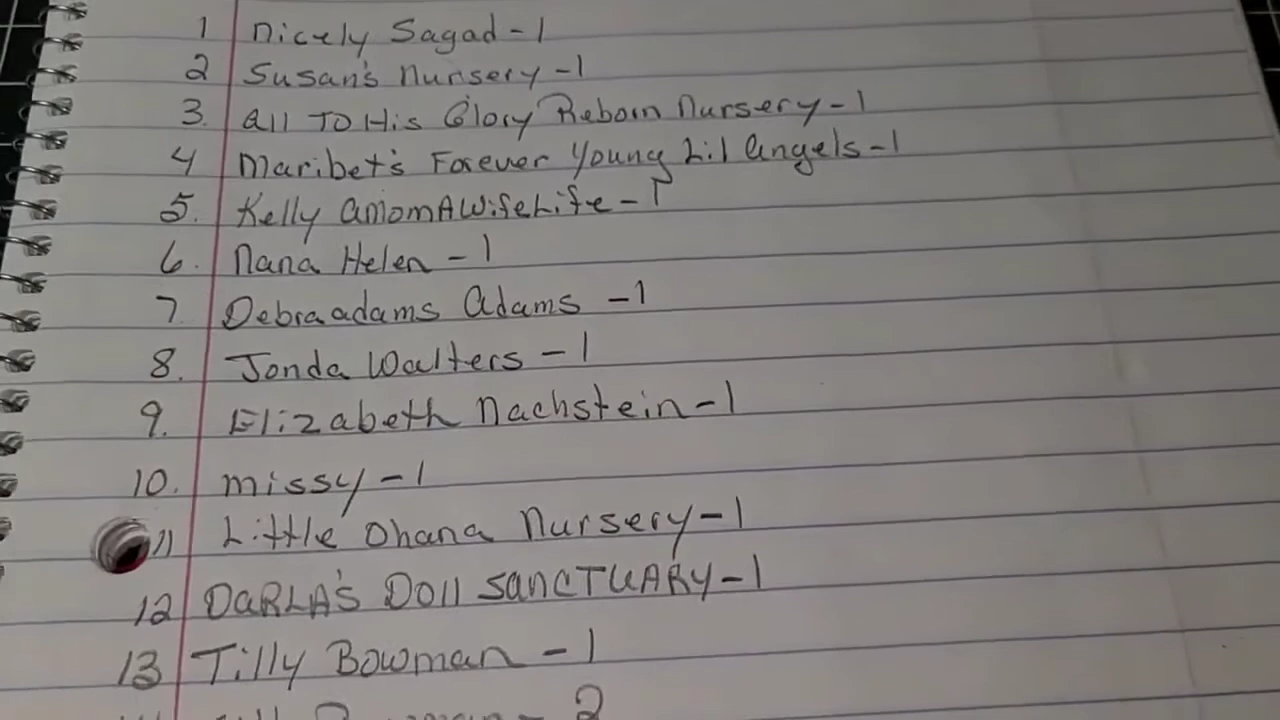 1 Nicely Sagad - 1
2 Susan's Nursery - 1
3. All To His Glory Reborn Nursery - 1
4 Maribet's Forever Young Lil Angels - 1
5. Kelly AMomAWifeLife - 1
6. Nana Helen - 1
7. Debraadams Adams - 1
8. Jonda Walters - 1
9. Elizabeth Nachstein - 1
10. Missy - 1
11 Little Ohana Nursery - 1
12 DARLA'S Doll SANCTUARY - 1
13 Tilly Bowman - 1
- 2